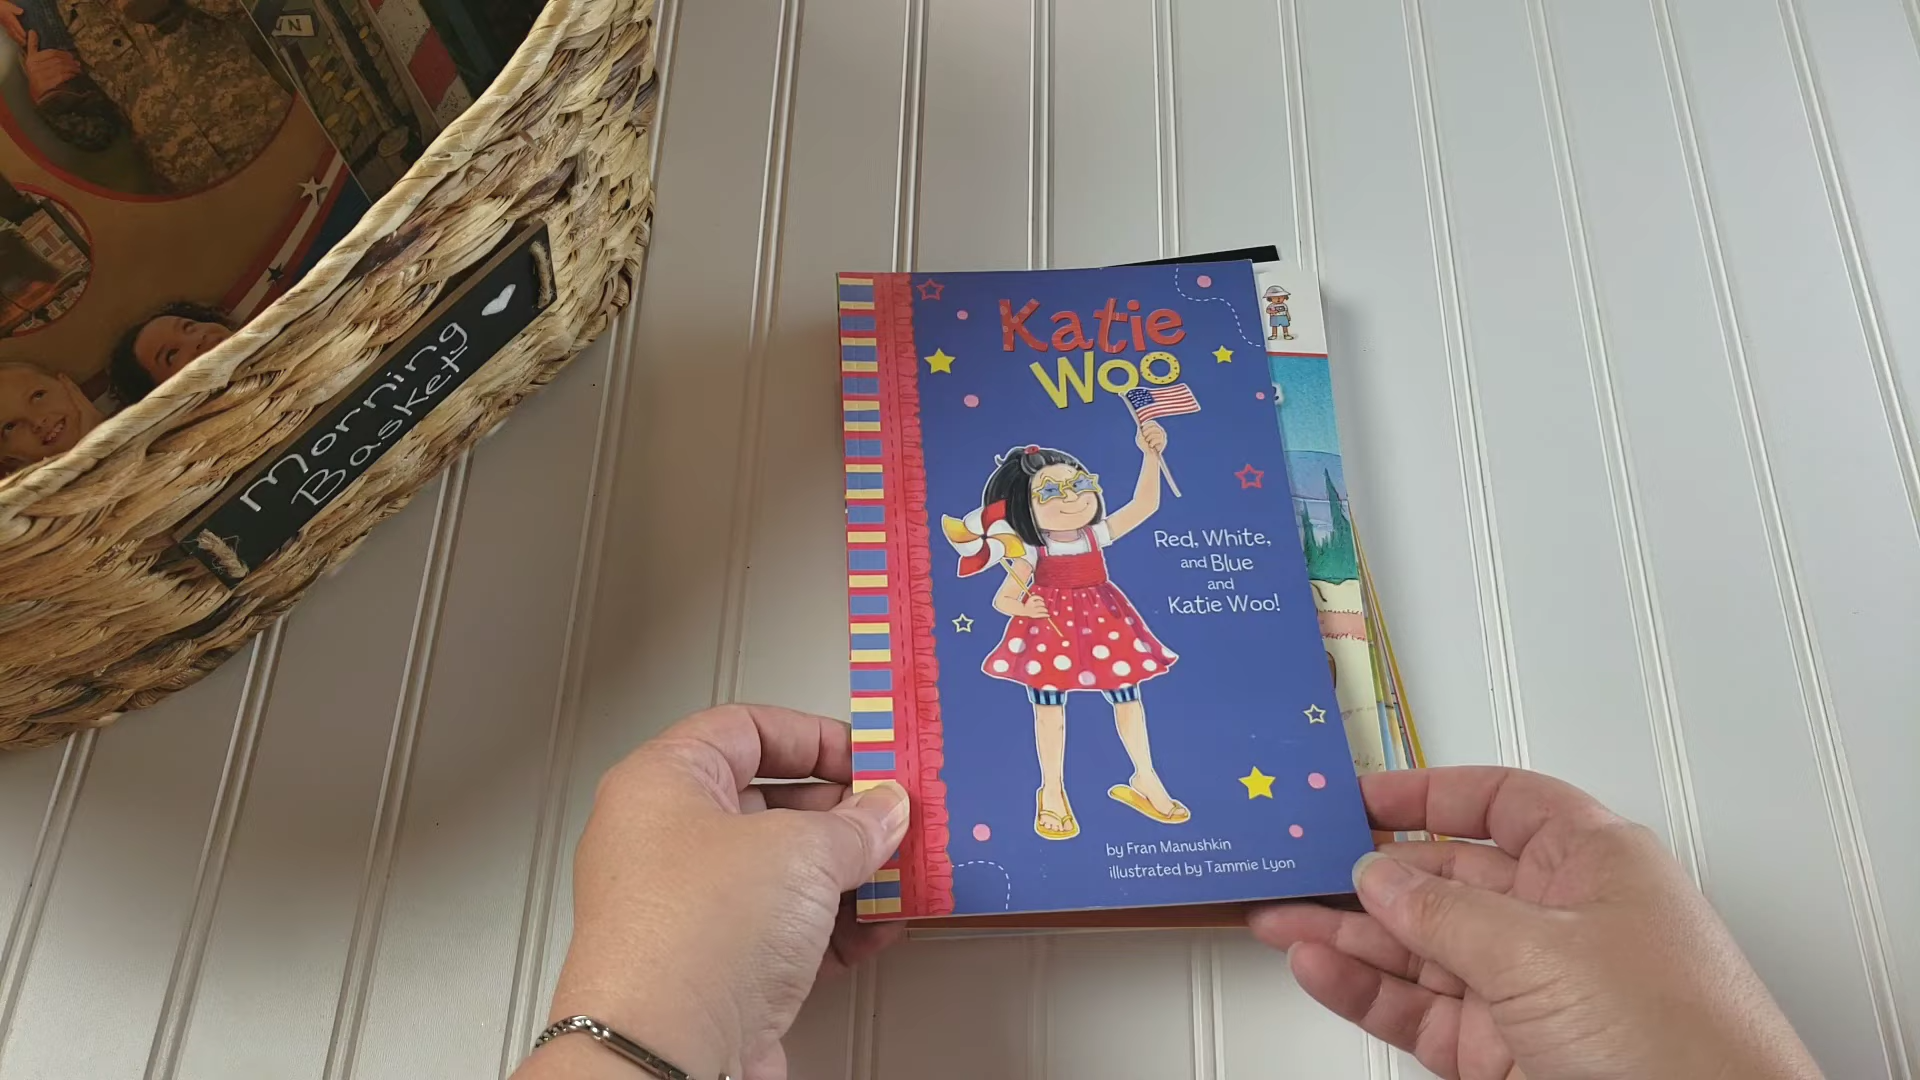 Morning
Basket
Katie
Woo
Red, White,
and Blue
and
Katie Woo!
by Fran Manushkin
illustrated by Tammie Lyon